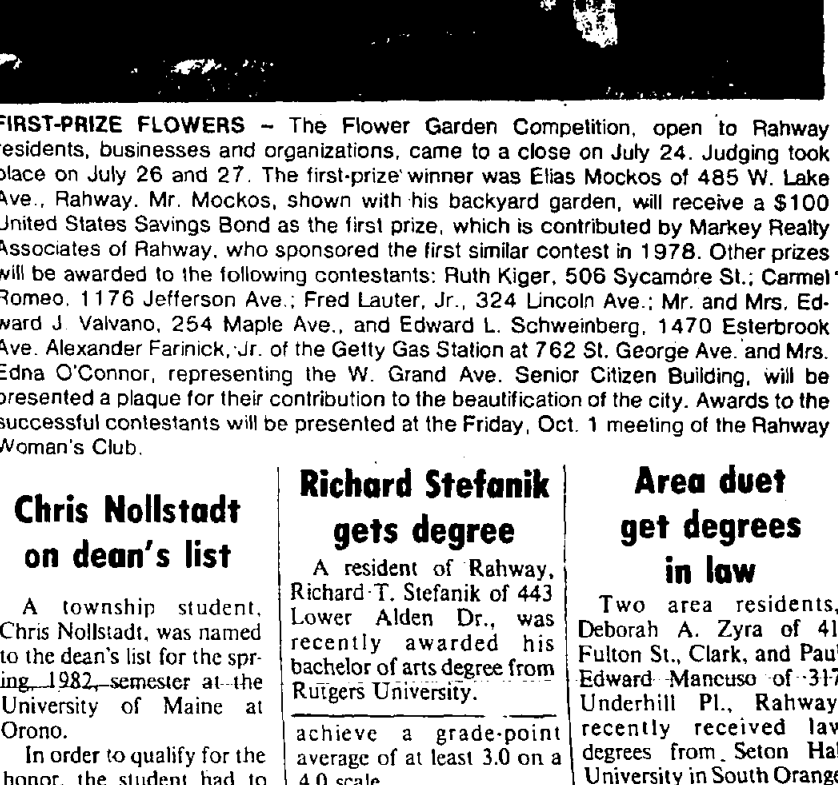 FIRST-PRIZE FLOWERS – The Flower Garden Competition, open to Rahway
residents, businesses and organizations, came to a close on July 24. Judging took
place on July 26 and 27. The first-prize winner was Elias Mockos of 485 W. Lake
Ave., Rahway. Mr. Mockos, shown with his backyard garden, will receive a $100
United States Savings Bond as the first prize, which is contributed by Markey Realty
Associates of Rahway, who sponsored the first similar contest in 1978. Other prizes
will be awarded to the following contestants: Ruth Kiger, 506 Sycamore St.; Carmel
Romeo, 1176 Jefferson Ave.; Fred Lauter, Jr., 324 Lincoln Ave.; Mr. and Mrs. Ed-
ward J. Valvano, 254 Maple Ave., and Edward L. Schweinberg, 1470 Esterbrook
Ave. Alexander Farinick, Jr. of the Getty Gas Station at 762 St. George Ave. and Mrs.
Edna O'Connor, representing the W. Grand Ave. Senior Citizen Building, will be
presented a plaque for their contribution to the beautification of the city. Awards to the
successful contestants will be presented at the Friday, Oct. 1 meeting of the Rahway
Woman's Club.
Chris Nollstadt
on dean's list
A township student,
Chris Nollstadt, was named
to the dean's list for the spr-
ing, 1982, semester at the
University of Maine at
Orono.
In order to qualify for the
honor, the student had to
Richard Stefanik
gets degree
A resident of Rahway,
Richard T. Stefanik of 443
Lower Alden Dr., was
recently awarded his
bachelor of arts degree from
Rutgers University.
achieve a grade-point
average of at least 3.0 on a
4.0 scale.
Area duet
get degrees
in law
Two area residents,
Deborah A. Zyra of 41
Fulton St., Clark, and Paul
Edward Mancuso of 317
Underhill Pl., Rahway
recently received law
degrees from Seton Hal
University in South Orange